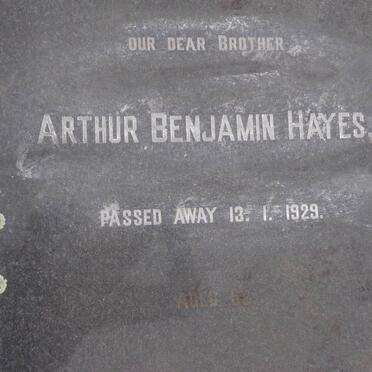 OUR DEAR BROTHER
ARTHUR BENJAMIN HAYES.
PASSED AWAY 13. 1. 1929.
AGED